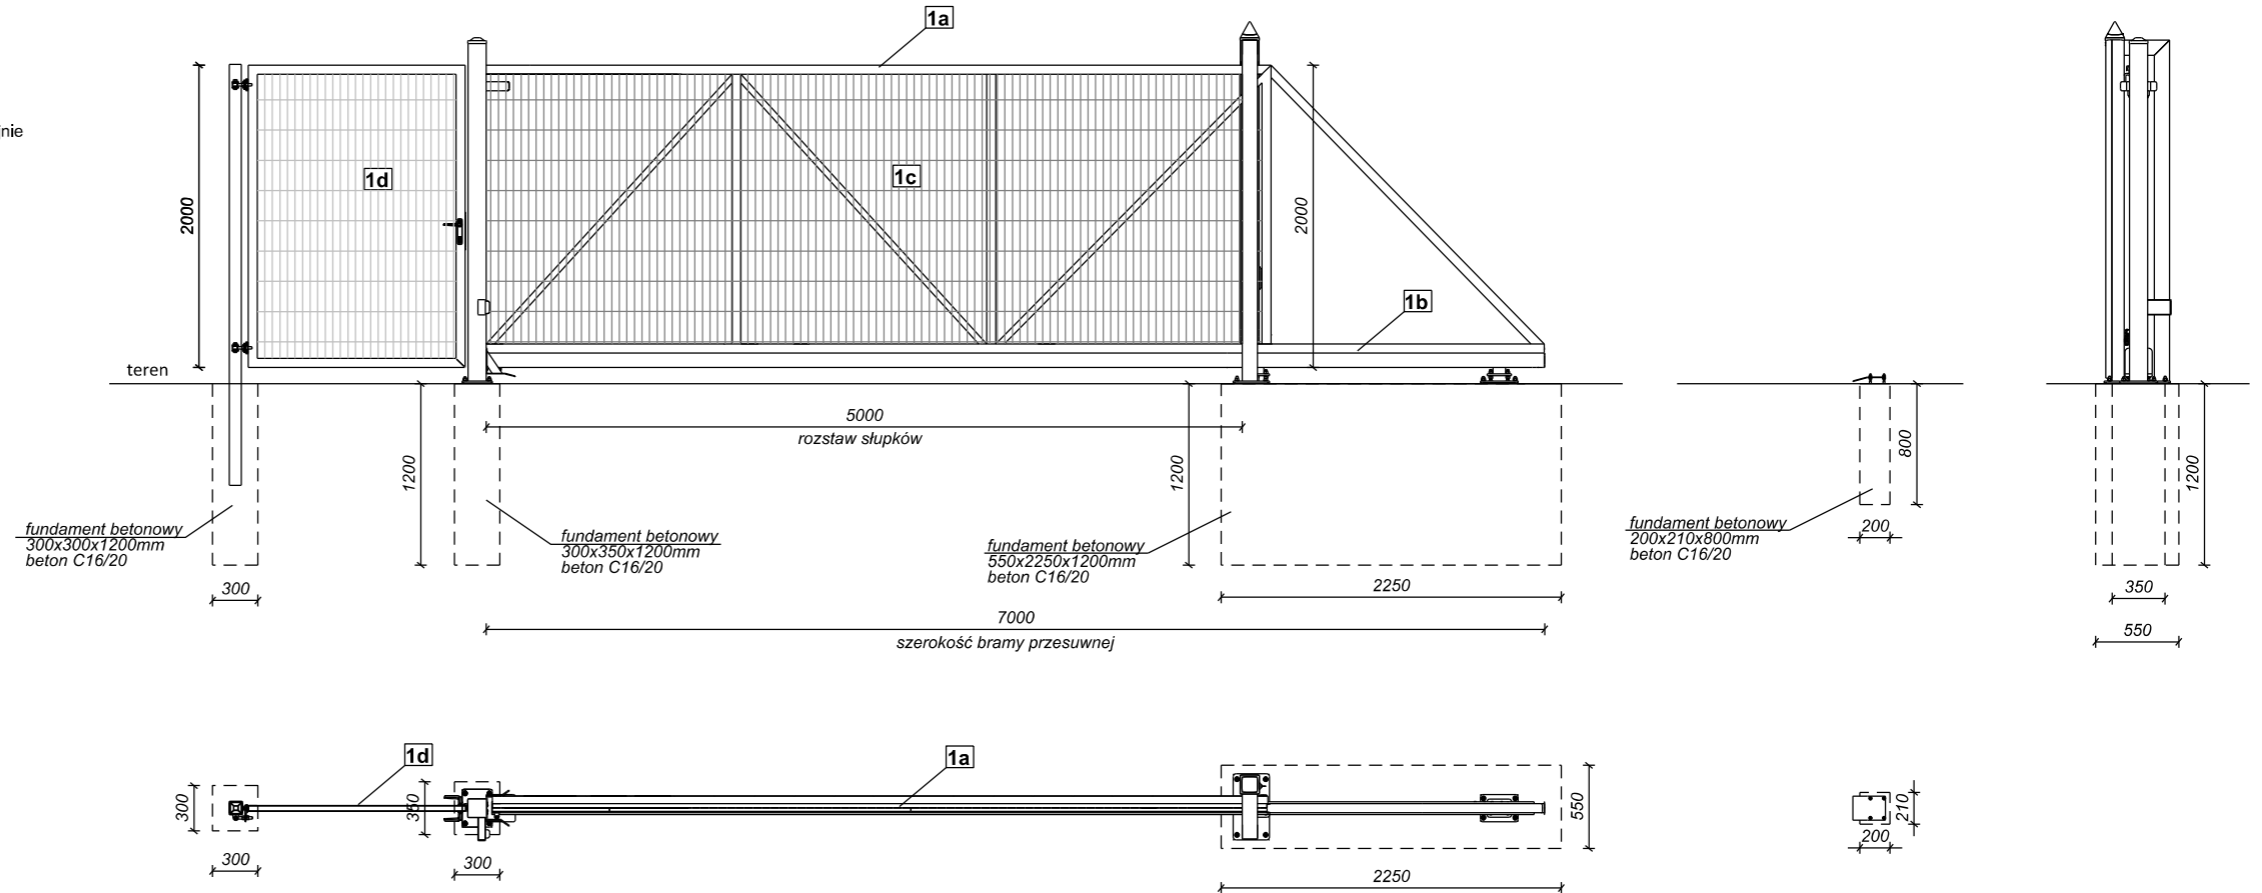 1a
nie
1d
1c
2000
2000
1b
teren
5000
rozstaw słupków
1200
1200
800
1200
fundament betonowy
300x300x1200mm
beton C16/20
fundament betonowy
300x350x1200mm
beton C16/20
fundament betonowy
550x2250x1200mm
beton C16/20
fundament betonowy
200x210x800mm
beton C16/20
200
300
2250
350
7000
szerokość bramy przesuwnej
550
1d
1a
300
350
550
210
200
300
300
2250